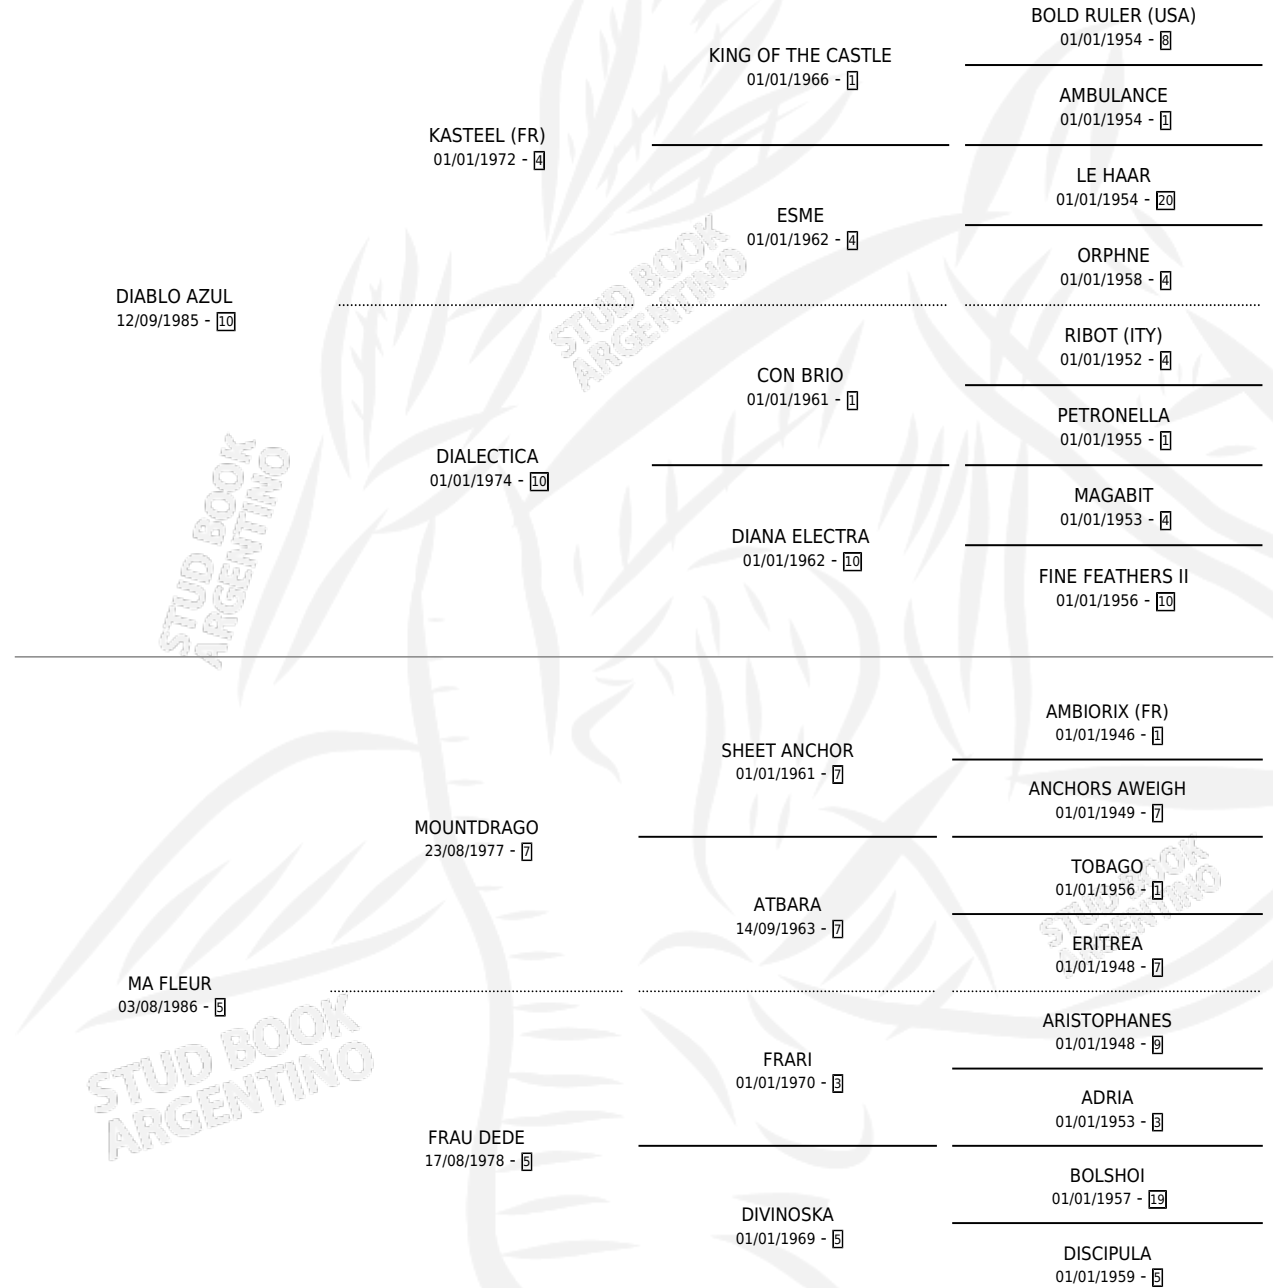 BOLD RULER (USA)
01/01/1954 - 8
KING OF THE CASTLE
01/01/1966 - 1
AMBULANCE
01/01/1954 - 1
KASTEEL (FR)
01/01/1972 - 4
LE HAAR
01/01/1954 - 20
ESME
01/01/1962 - 4
ORPHNE
01/01/1958 - 4
DIABLO AZUL
12/09/1985 - 10
STUD BOOK
ARGENTINO
RIBOT (ITY)
01/01/1952 - 4
CON BRIO
01/01/1961 - 1
PETRONELLA
01/01/1955 - 1
DIALECTICA
01/01/1974 - 10
MAGABIT
01/01/1953 - 4
DIANA ELECTRA
01/01/1962 - 10
FINE FEATHERS II
01/01/1956 - 10
STUD BOOK
ARGENTINO
AMBIORIX (FR)
01/01/1946 - 1
SHEET ANCHOR
01/01/1961 - 7
ANCHORS AWEIGH
01/01/1949 - 7
MOUNTDRAGO
23/08/1977 - 7
TOBAGO
01/01/1956 - 1
ATBARA
14/09/1963 - 7
STUD BOOK
ARGENTINO
ERITREA
01/01/1948 - 7
MA FLEUR
03/08/1986 - 5
STUD BOOK
ARGENTINO
ARISTOPHANES
01/01/1948 - 9
FRARI
01/01/1970 - 3
ADRIA
01/01/1953 - 3
FRAU DEDE
17/08/1978 - 5
BOLSHOI
01/01/1957 - 19
DIVINOSKA
01/01/1969 - 5
DISCIPULA
01/01/1959 - 5